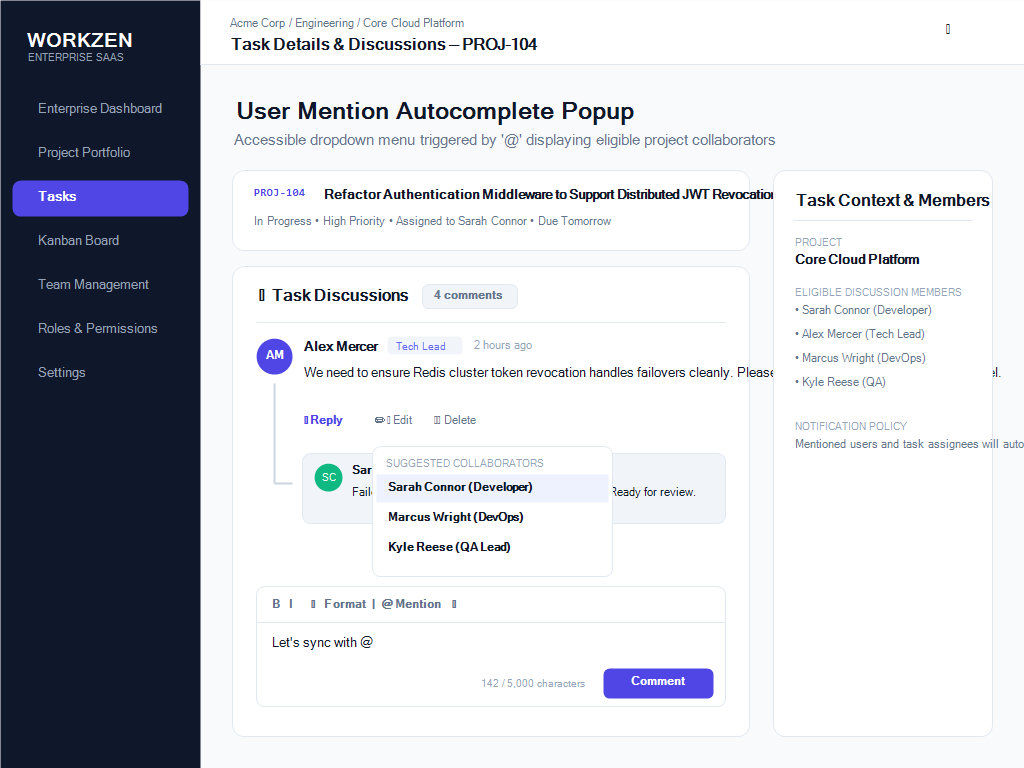 WORKZEN
ENTERPRISE SAAS
Enterprise Dashboard
Project Portfolio
Tasks
Kanban Board
Team Management
Roles & Permissions
Settings
Acme Corp / Engineering / Core Cloud Platform
Task Details & Discussions – PROJ-104
User Mention Autocomplete Popup
Accessible dropdown menu triggered by '@' displaying eligible project collaborators
PROJ-104 Refactor Authentication Middleware to Support Distributed JWT
In Progress • High Priority • Assigned to Sarah Connor • Due Tomorrow
Task Discussions 4 comments
AM Alex Mercer Tech Lead 2 hours ago
We need to ensure Redis cluster token revocation handles failovers cleanly. Please
Reply Edit Delete
SC
Ready for review.
SUGGESTED COLLABORATORS
Sarah Connor (Developer)
Marcus Wright (DevOps)
Kyle Reese (QA Lead)
B I Format | @ Mention
Let's sync with @
142 / 5,000 characters Comment
Task Context & Members
PROJECT
Core Cloud Platform
ELIGIBLE DISCUSSION MEMBERS
• Sarah Connor (Developer)
• Alex Mercer (Tech Lead)
• Marcus Wright (DevOps)
• Kyle Reese (QA)
NOTIFICATION POLICY
Mentioned users and task assignees will auto